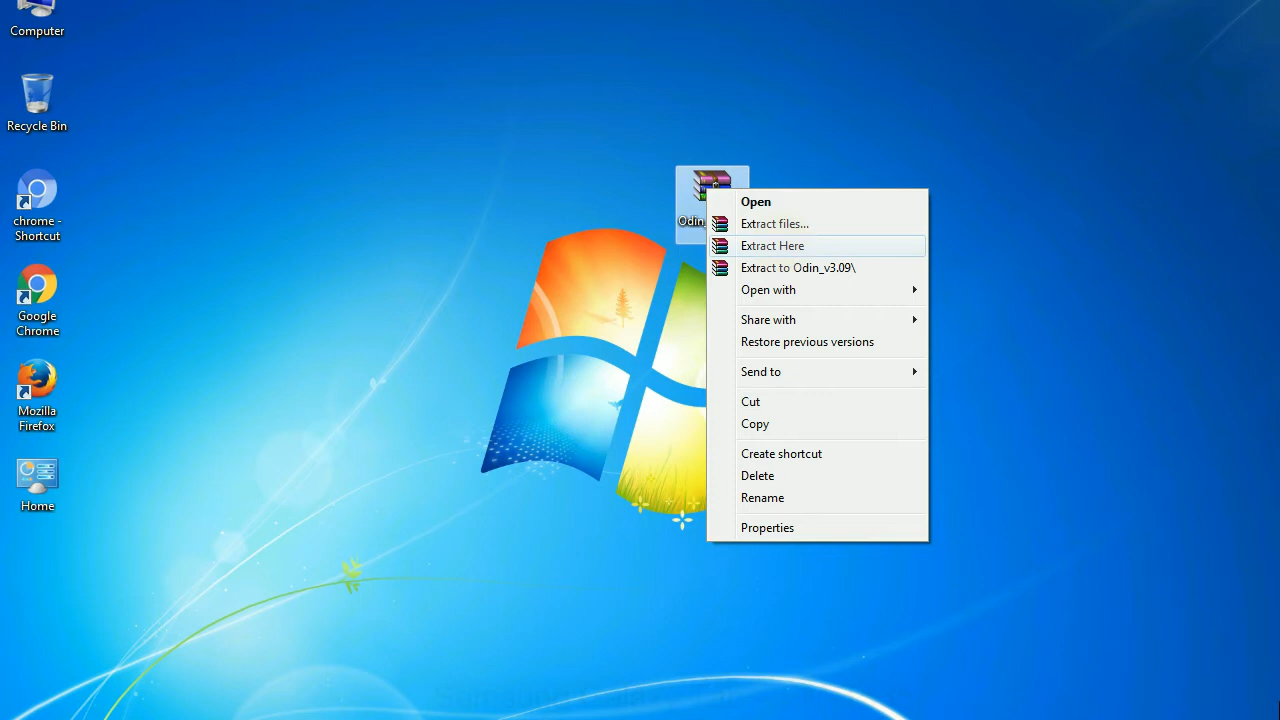 Computer
Recycle Bin
chrome -
Shortcut
Google
Chrome
Mozilla
Firefox
Home
Open
Extract files...
Extract Here
Extract to Odin_v3.09\
Open with
Share with
Restore previous versions
Send to
Cut
Copy
Create shortcut
Delete
Rename
Properties